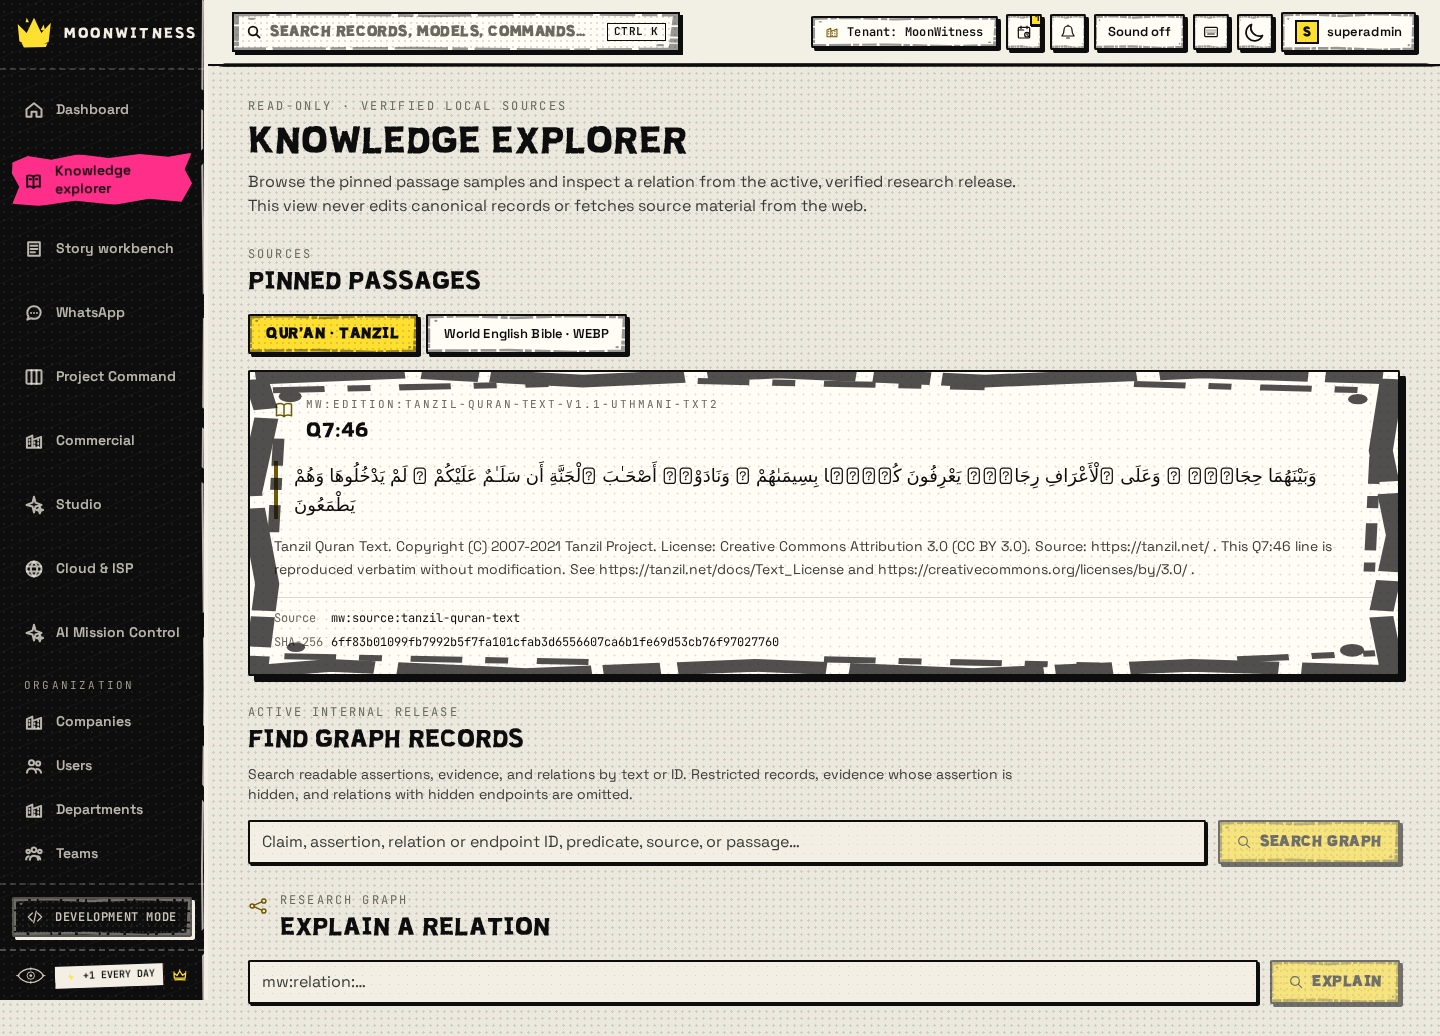 MOONWITNESS
SEARCH RECORDS, MODELS, COMMANDS…
CTRL K
Tenant: MoonWitness
Sound off
S
superadmin
Dashboard
Knowledge
explorer
Story workbench
WhatsApp
Project Command
Commercial
Studio
Cloud & ISP
AI Mission Control
ORGANIZATION
Companies
Users
Departments
Teams
DEVELOPMENT MODE
+1 EVERY DAY
READ-ONLY · VERIFIED LOCAL SOURCES
KNOWLEDGE EXPLORER
Browse the pinned passage samples and inspect a relation from the active, verified research release.
This view never edits canonical records or fetches source material from the web.
SOURCES
PINNED PASSAGES
QUR'AN · TANZIL
World English Bible · WEBP
MW:EDITION:TANZIL-QURAN-TEXT-V1.1-UTHMANI-TXT2
Q7:46
وَبَيْنَهُمَا وَعَلَى يَعْرِفُونَ بِسِيمَىٰهُمْ أَصْحَـٰبَ أَن سَلَـٰمٌ عَلَيْكُمْ لَمْ يَدْخُلُوهَا وَهُمْ
يَطْمَعُونَ
Tanzil Quran Text. Copyright (C) 2007-2021 Tanzil Project. License: Creative Commons Attribution 3.0 (CC BY 3.0). Source: https://tanzil.net/ . This Q7:46 line is
reproduced verbatim without modification. See https://tanzil.net/docs/Text_License and https://creativecommons.org/licenses/by/3.0/ .
Source mw:source:tanzil-quran-text
SHA-256 6ff83b01099fb7992b5f7fa101cfab3d6556607ca6b1fe69d53cb76f97027760
ACTIVE INTERNAL RELEASE
FIND GRAPH RECORDS
Search readable assertions, evidence, and relations by text or ID. Restricted records, evidence whose assertion is
hidden, and relations with hidden endpoints are omitted.
Claim, assertion, relation or endpoint ID, predicate, source, or passage…
SEARCH GRAPH
RESEARCH GRAPH
EXPLAIN A RELATION
mw:relation:…
EXPLAIN